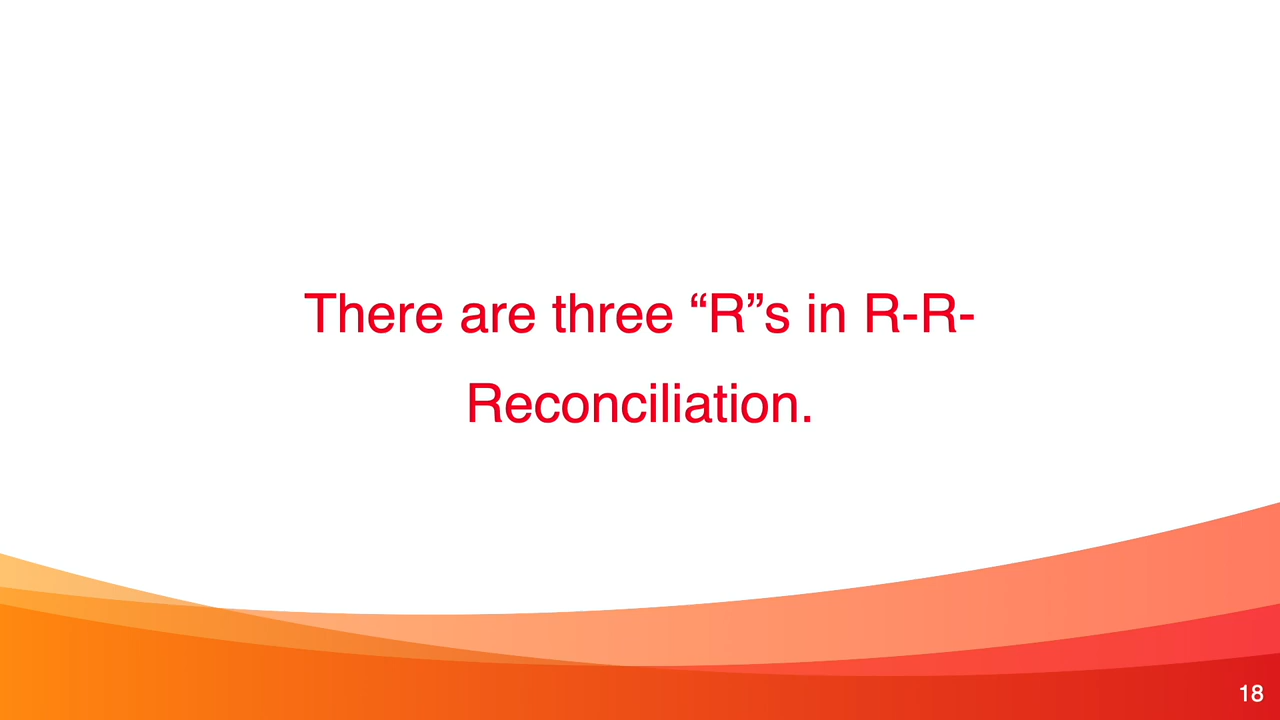 There are three “R”s in R-R-
Reconciliation.
18